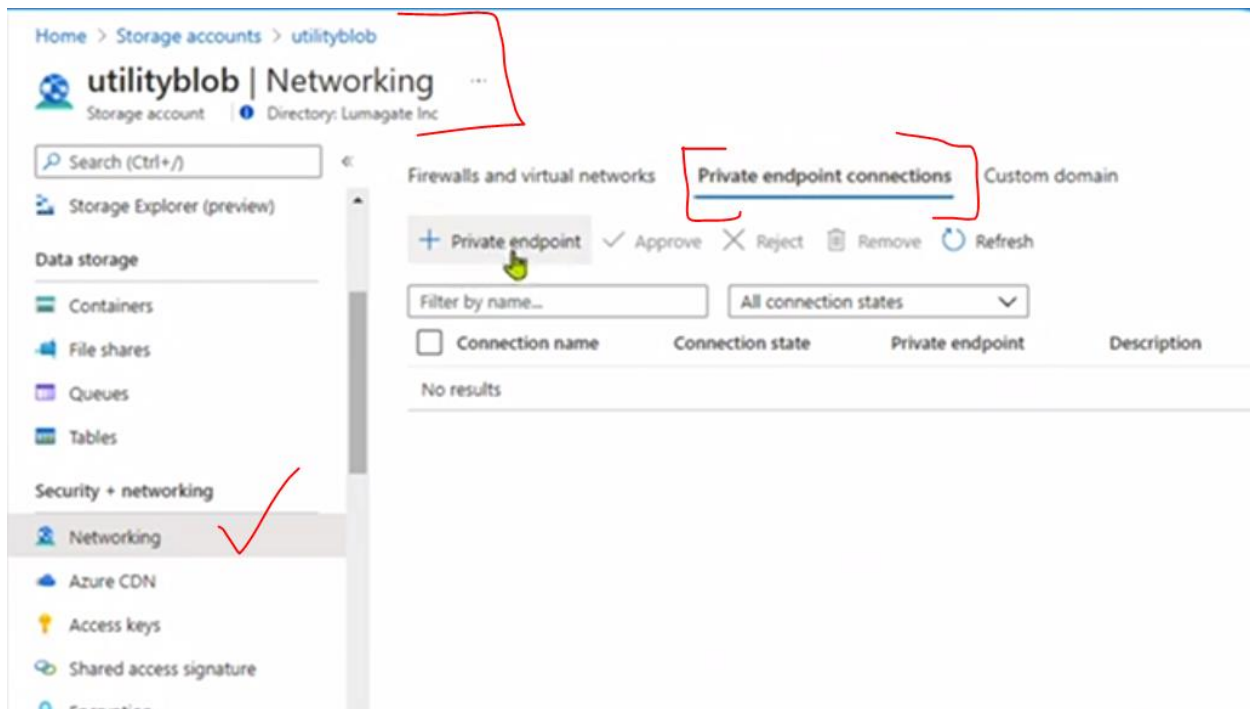 Home > Storage accounts > utilityblob
utilityblob | Networking ...
Storage account | Directory: Lumagate Inc
Search (Ctrl+/) «
Storage Explorer (preview)
Data storage
Containers
File shares
Queues
Tables
Security + networking
Networking
Azure CDN
Access keys
Shared access signature
Encryption
Firewalls and virtual networks Private endpoint connections Custom domain
+ Private endpoint Approve Reject Remove Refresh
Filter by name... All connection states
Connection name Connection state Private endpoint Description
No results